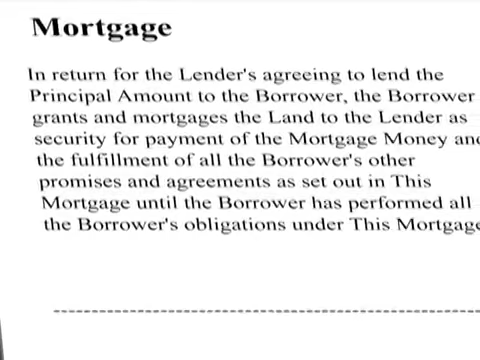 Mortgage
In return for the Lender's agreeing to lend the
Principal Amount to the Borrower, the Borrower
grants and mortgages the Land to the Lender as
security for payment of the Mortgage Money and
the fulfillment of all the Borrower's other
promises and agreements as set out in This
Mortgage until the Borrower has performed all
the Borrower's obligations under This Mortgage